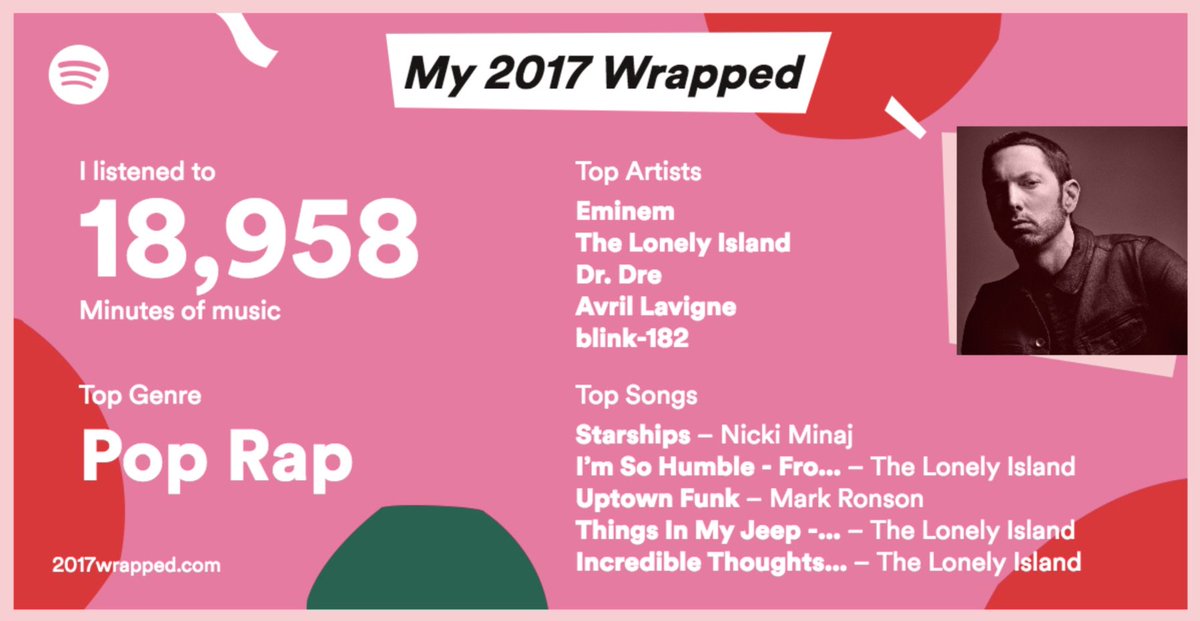 My 2017 Wrapped
I listened to
18,958
Minutes of music
Top Genre
Pop Rap
2017wrapped.com
Top Artists
Eminem
The Lonely Island
Dr. Dre
Avril Lavigne
blink-182
Top Songs
Starships – Nicki Minaj
I'm So Humble - Fro... – The Lonely Island
Uptown Funk – Mark Ronson
Things In My Jeep -... – The Lonely Island
Incredible Thoughts... – The Lonely Island